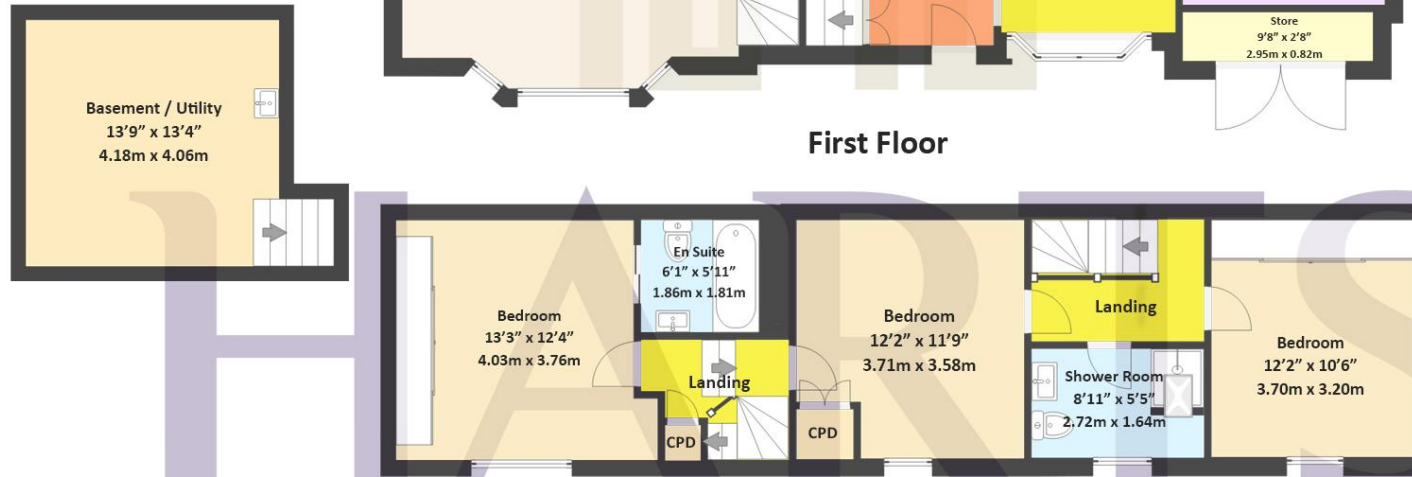 Store
9'8” x 2'8”
2.95m x 0.82m
Basement / Utility
13'9” x 13'4”
4.18m x 4.06m
First Floor
En Suite
6'1” x 5'11”
1.86m x 1.81m
Bedroom
13'3” x 12'4”
4.03m x 3.76m
Landing
CPD
Bedroom
12'2” x 11'9”
3.71m x 3.58m
CPD
Landing
Shower Room
8'11” x 5'5”
2.72m x 1.64m
Bedroom
12'2” x 10'6”
3.70m x 3.20m